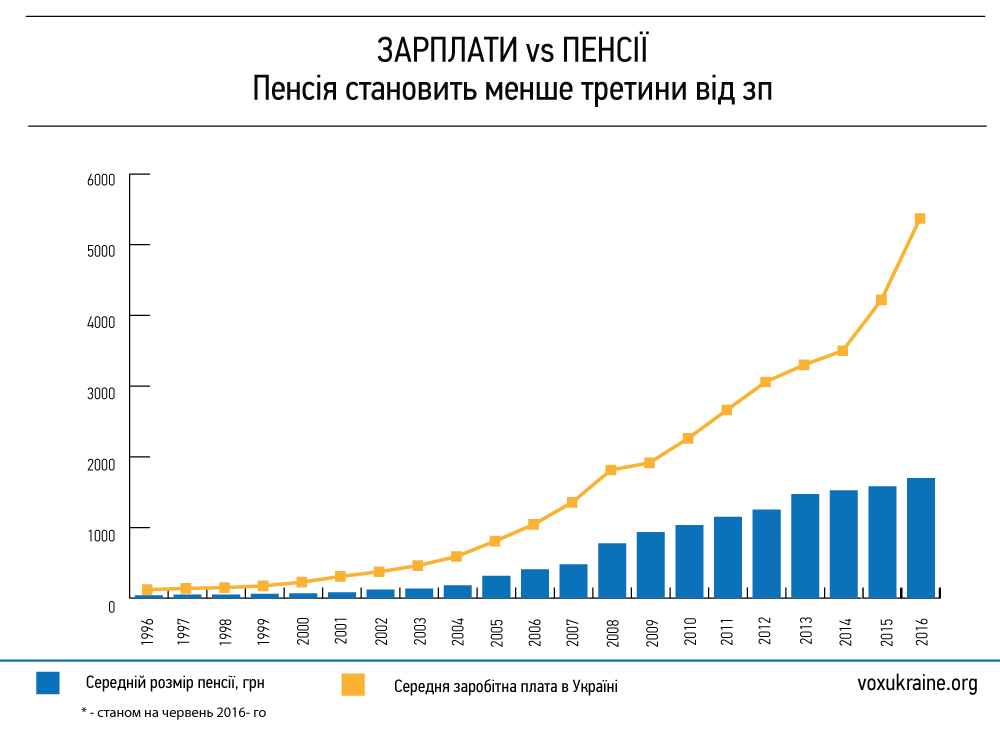 ЗАРПЛАТИ vs ПЕНСІЇ
Пенсія становить менше третини від зп
6000
5000
4000
3000
2000
1000
0
1996 1997 1998 1999 2000 2001 2002 2003 2004 2005 2006 2007 2008 2009 2010 2011 2012 2013 2014 2015 2016
Середній розмір пенсії, грн
Середня заробітна плата в Україні
voxukraine.org
* - станом на червень 2016- го